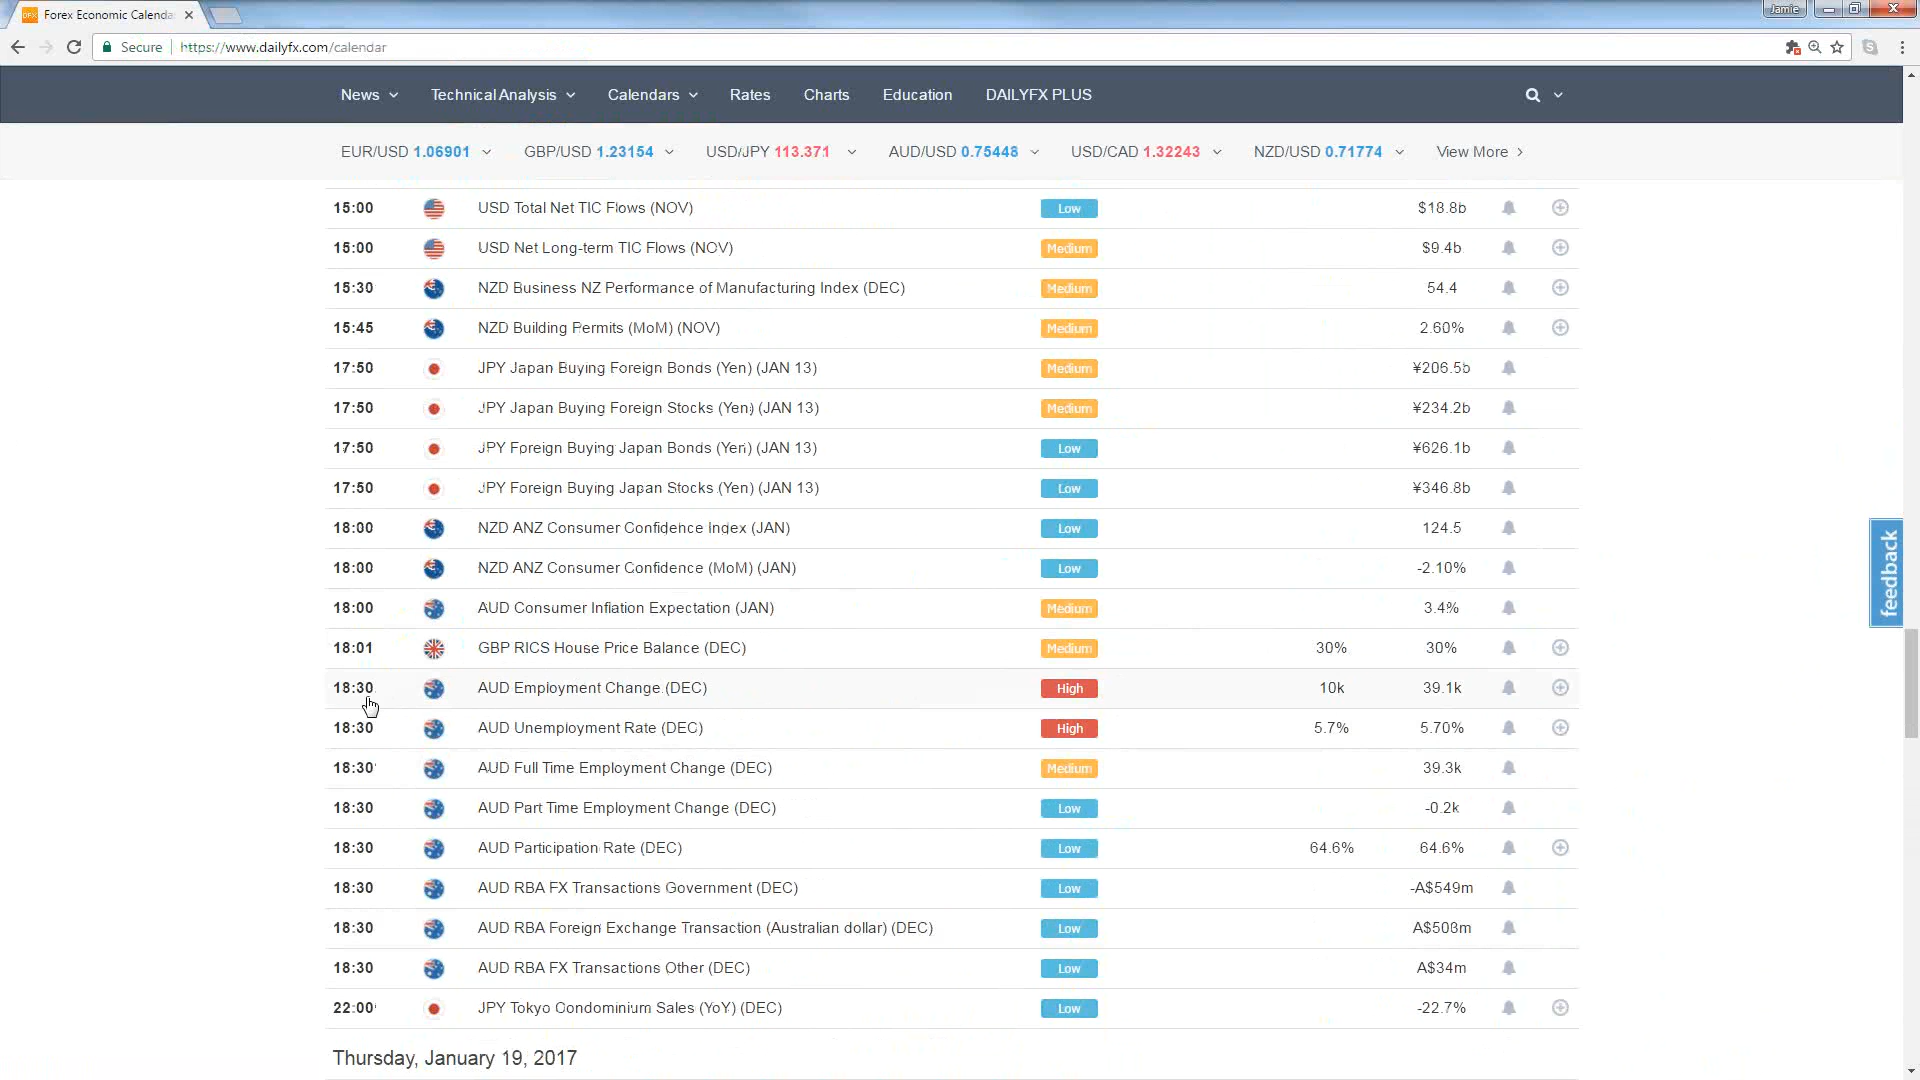 Forex Economic Calenda
Jamie
Secure https://www.dailyfx.com/calendar
News Technical Analysis Calendars Rates Charts Education DAILYFX PLUS
EUR/USD 1.06901 GBP/USD 1.23154 USD/JPY 113.371 AUD/USD 0.75448 USD/CAD 1.32243 NZD/USD 0.71774 View More
15:00 USD Total Net TIC Flows (NOV) Low $18.8b
15:00 USD Net Long-term TIC Flows (NOV) Medium $9.4b
15:30 NZD Business NZ Performance of Manufacturing Index (DEC) Medium 54.4
15:45 NZD Building Permits (MoM) (NOV) Medium 2.60%
17:50 JPY Japan Buying Foreign Bonds (Yen) (JAN 13) Medium ¥206.5b
17:50 JPY Japan Buying Foreign Stocks (Yen) (JAN 13) Medium ¥234.2b
17:50 JPY Foreign Buying Japan Bonds (Yen) (JAN 13) Low ¥626.1b
17:50 JPY Foreign Buying Japan Stocks (Yen) (JAN 13) Low ¥346.8b
18:00 NZD ANZ Consumer Confidence Index (JAN) Low 124.5
18:00 NZD ANZ Consumer Confidence (MoM) (JAN) Low -2.10%
18:00 AUD Consumer Inflation Expectation (JAN) Medium 3.4%
18:01 GBP RICS House Price Balance (DEC) Medium 30% 30%
18:30 AUD Employment Change (DEC) High 10k 39.1k
18:30 AUD Unemployment Rate (DEC) High 5.7% 5.70%
18:30 AUD Full Time Employment Change (DEC) Medium 39.3k
18:30 AUD Part Time Employment Change (DEC) Low -0.2k
18:30 AUD Participation Rate (DEC) Low 64.6% 64.6%
18:30 AUD RBA FX Transactions Government (DEC) Low -A$549m
18:30 AUD RBA Foreign Exchange Transaction (Australian dollar) (DEC) Low A$508m
18:30 AUD RBA FX Transactions Other (DEC) Low A$34m
22:00 JPY Tokyo Condominium Sales (YoY) (DEC) Low -22.7%
Thursday, January 19, 2017
feedback